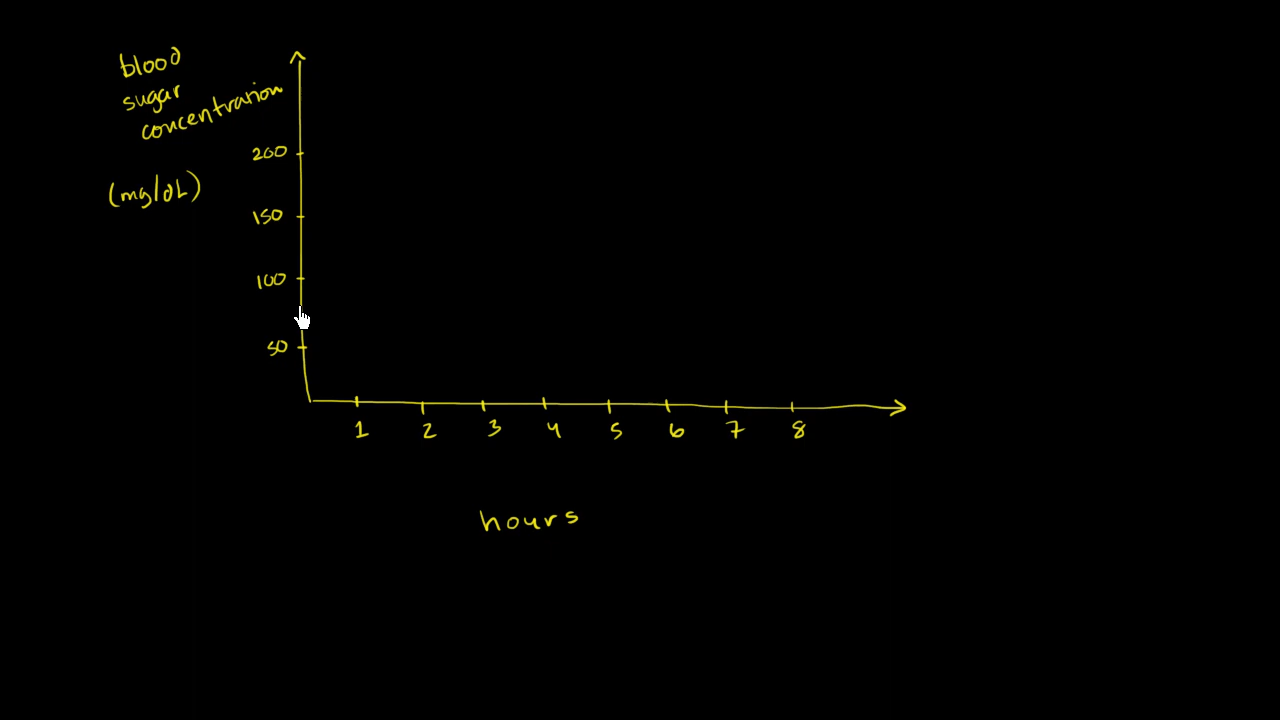 blood
sugar
concentration
(mg/dL)
200
150
100
50
1 2 3 4 5 6 7 8
hours